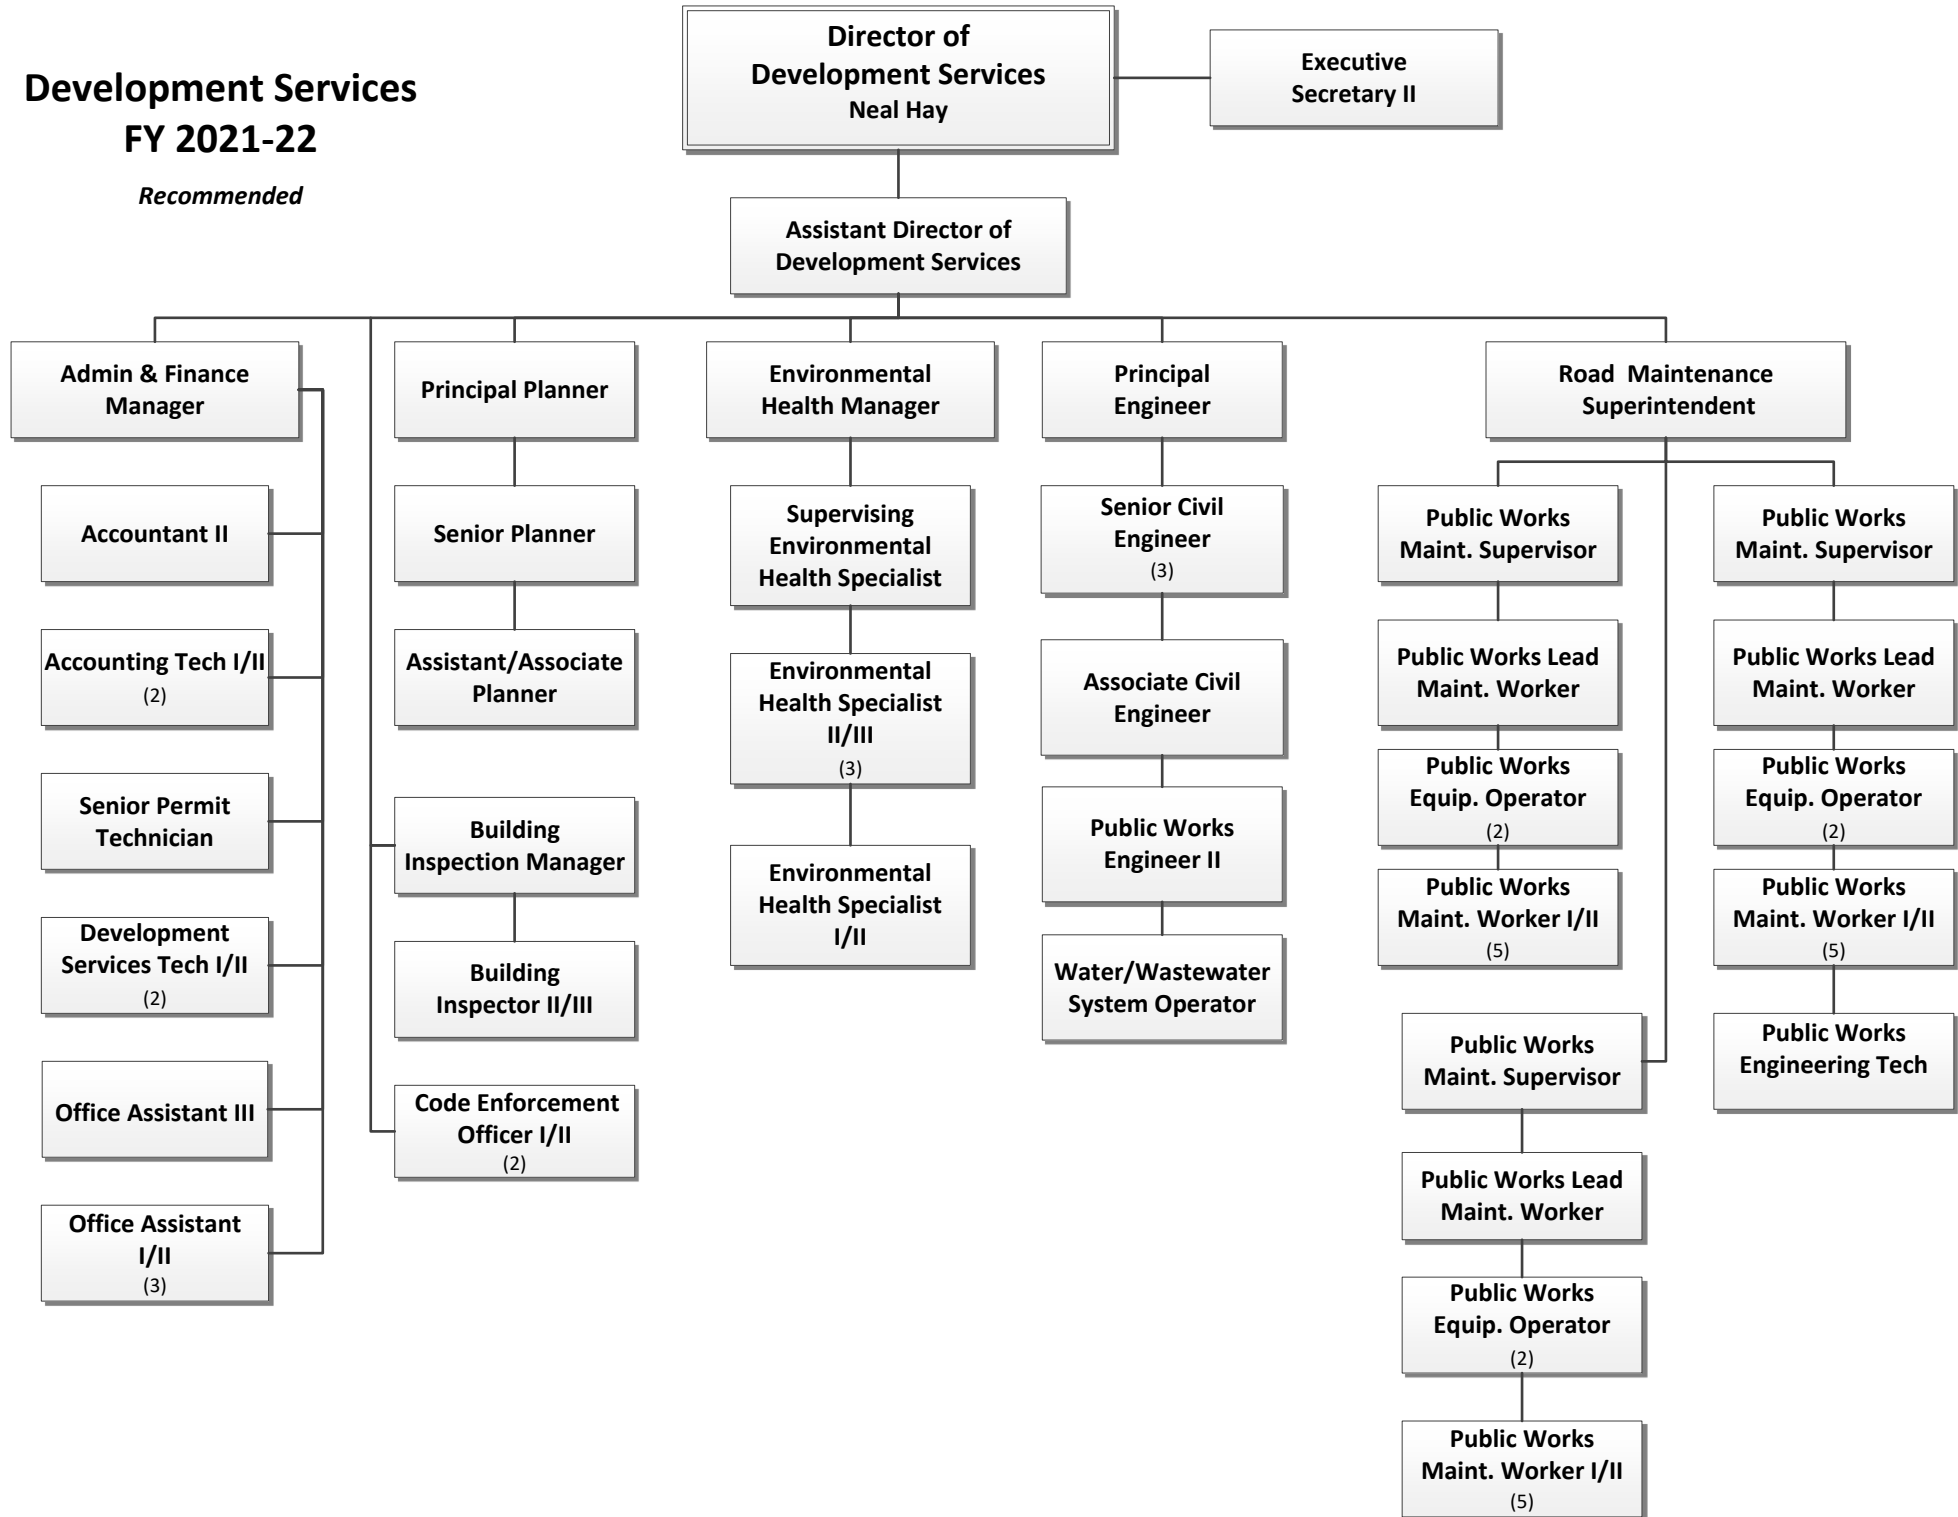 Development Services
FY 2021-22
Recommended
Director of
Development Services
Neal Hay
Executive
Secretary II
Assistant Director of
Development Services
Admin & Finance
Manager
Accountant II
Accounting Tech I/II
(2)
Senior Permit
Technician
Development
Services Tech I/II
(2)
Office Assistant III
Office Assistant
I/II
(3)
Principal Planner
Senior Planner
Assistant/Associate
Planner
Building
Inspection Manager
Building
Inspector II/III
Code Enforcement
Officer I/II
(2)
Environmental
Health Manager
Supervising
Environmental
Health Specialist
Environmental
Health Specialist
II/III
(3)
Environmental
Health Specialist
I/II
Principal
Engineer
Senior Civil
Engineer
(3)
Associate Civil
Engineer
Public Works
Engineer II
Water/Wastewater
System Operator
Road Maintenance
Superintendent
Public Works
Maint. Supervisor
Public Works Lead
Maint. Worker
Public Works
Equip. Operator
(2)
Public Works
Maint. Worker I/II
(5)
Public Works
Maint. Supervisor
Public Works Lead
Maint. Worker
Public Works
Equip. Operator
(2)
Public Works
Maint. Worker I/II
(5)
Public Works
Engineering Tech
Public Works
Maint. Supervisor
Public Works Lead
Maint. Worker
Public Works
Equip. Operator
(2)
Public Works
Maint. Worker I/II
(5)